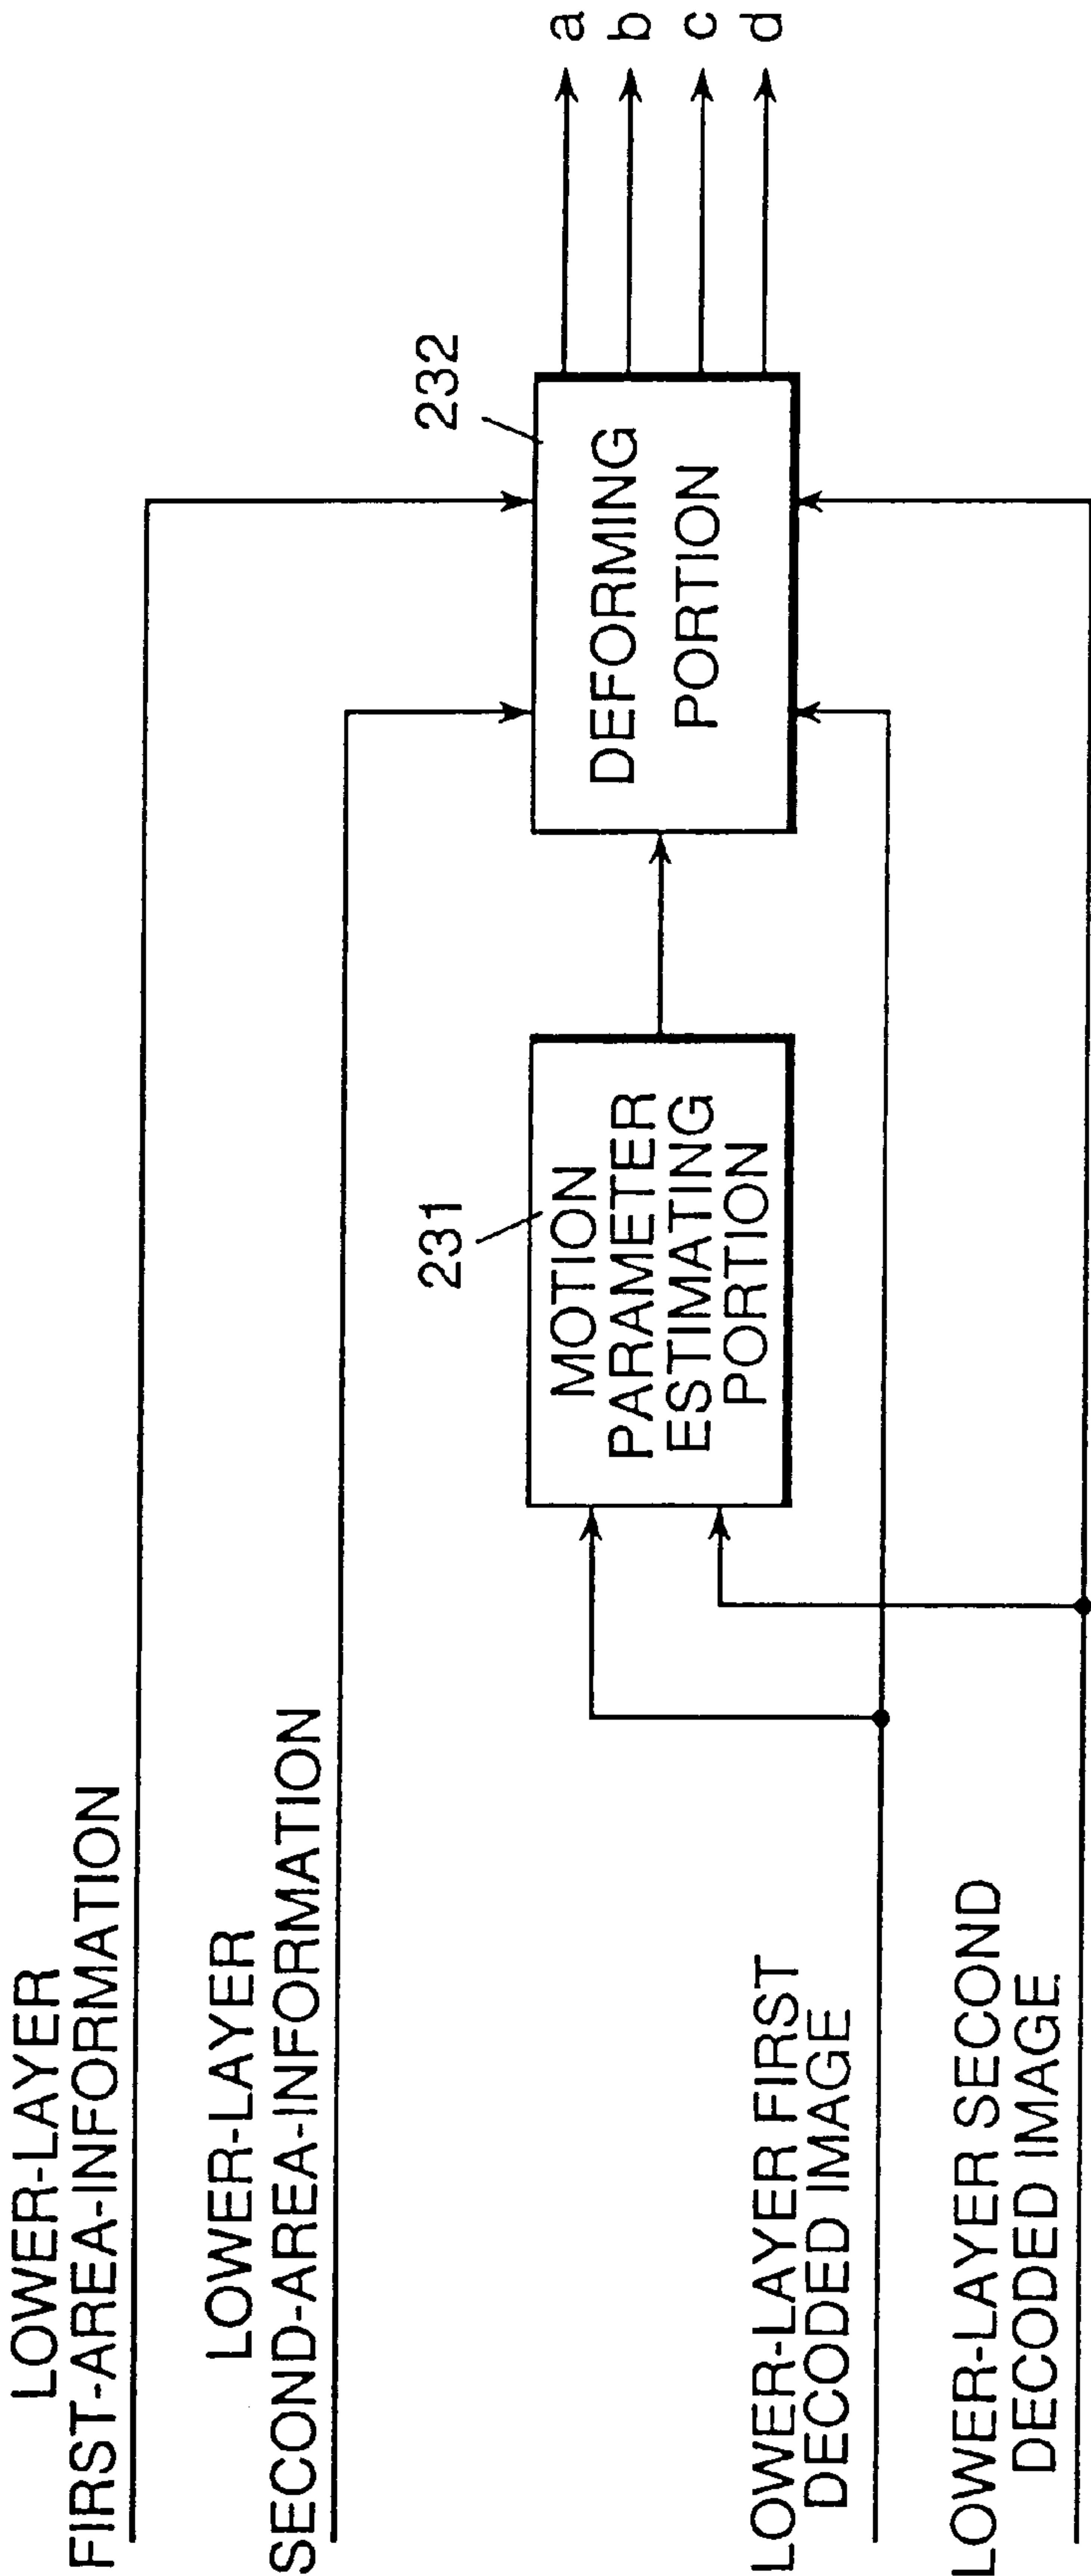 LOWER-LAYER
FIRST-AREA-INFORMATION
LOWER-LAYER
SECOND-AREA-INFORMATION
LOWER-LAYER FIRST
DECODED IMAGE
LOWER-LAYER SECOND
DECODED IMAGE
231
MOTION
PARAMETER
ESTIMATING
PORTION
232
DEFORMING
PORTION
a
b
c
d